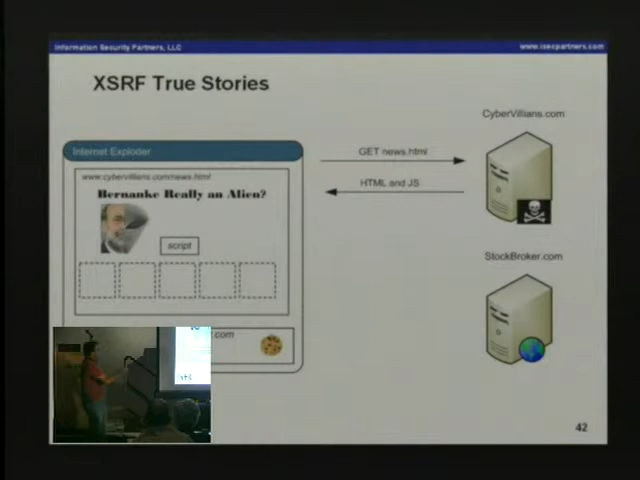 Information Security Partners, LLC
www.isecpartners.com
XSRF True Stories
CyberVillians.com
Internet Exploder
GET news.html
www.cybervillians.com/news.html
HTML and JS
Bernanke Really an Alien?
script
StockBroker.com
.com
42